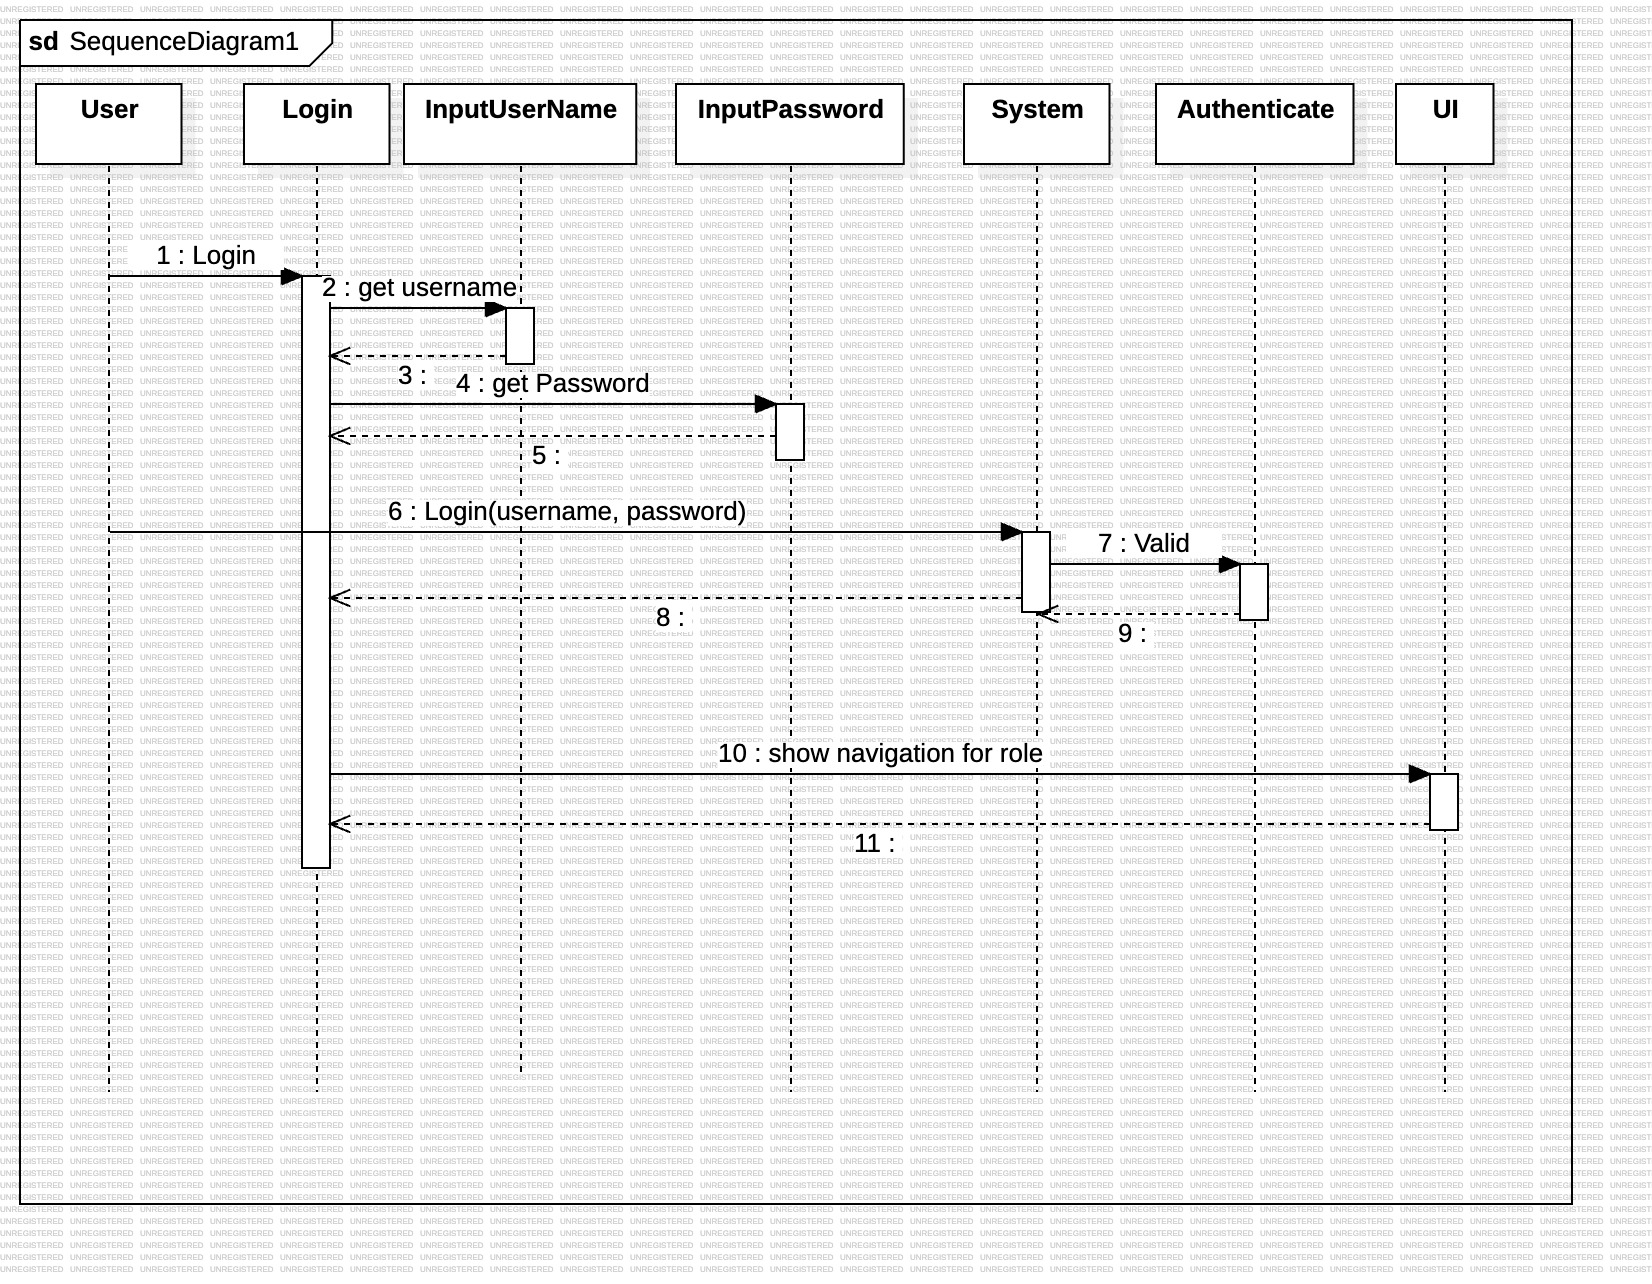 sd SequenceDiagram1
User
Login
InputUserName
InputPassword
System
Authenticate
UI
1 : Login
2 : get username
3 :
4 : get Password
5 :
6 : Login(username, password)
7 : Valid
8 :
9 :
10 : show navigation for role
11 :
UNREGISTERED